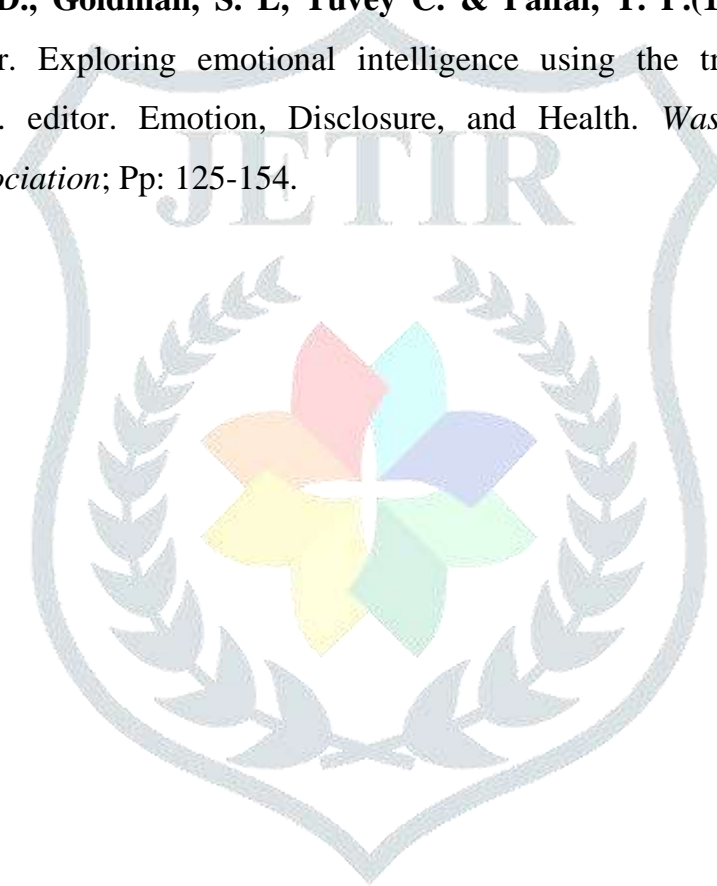 D., Goldman, S. L, Tuvey C. & Palfai, T. P.(1
r. Exploring emotional intelligence using the tr
. editor. Emotion, Disclosure, and Health. Was
ociation; Pp: 125-154.
JETIR